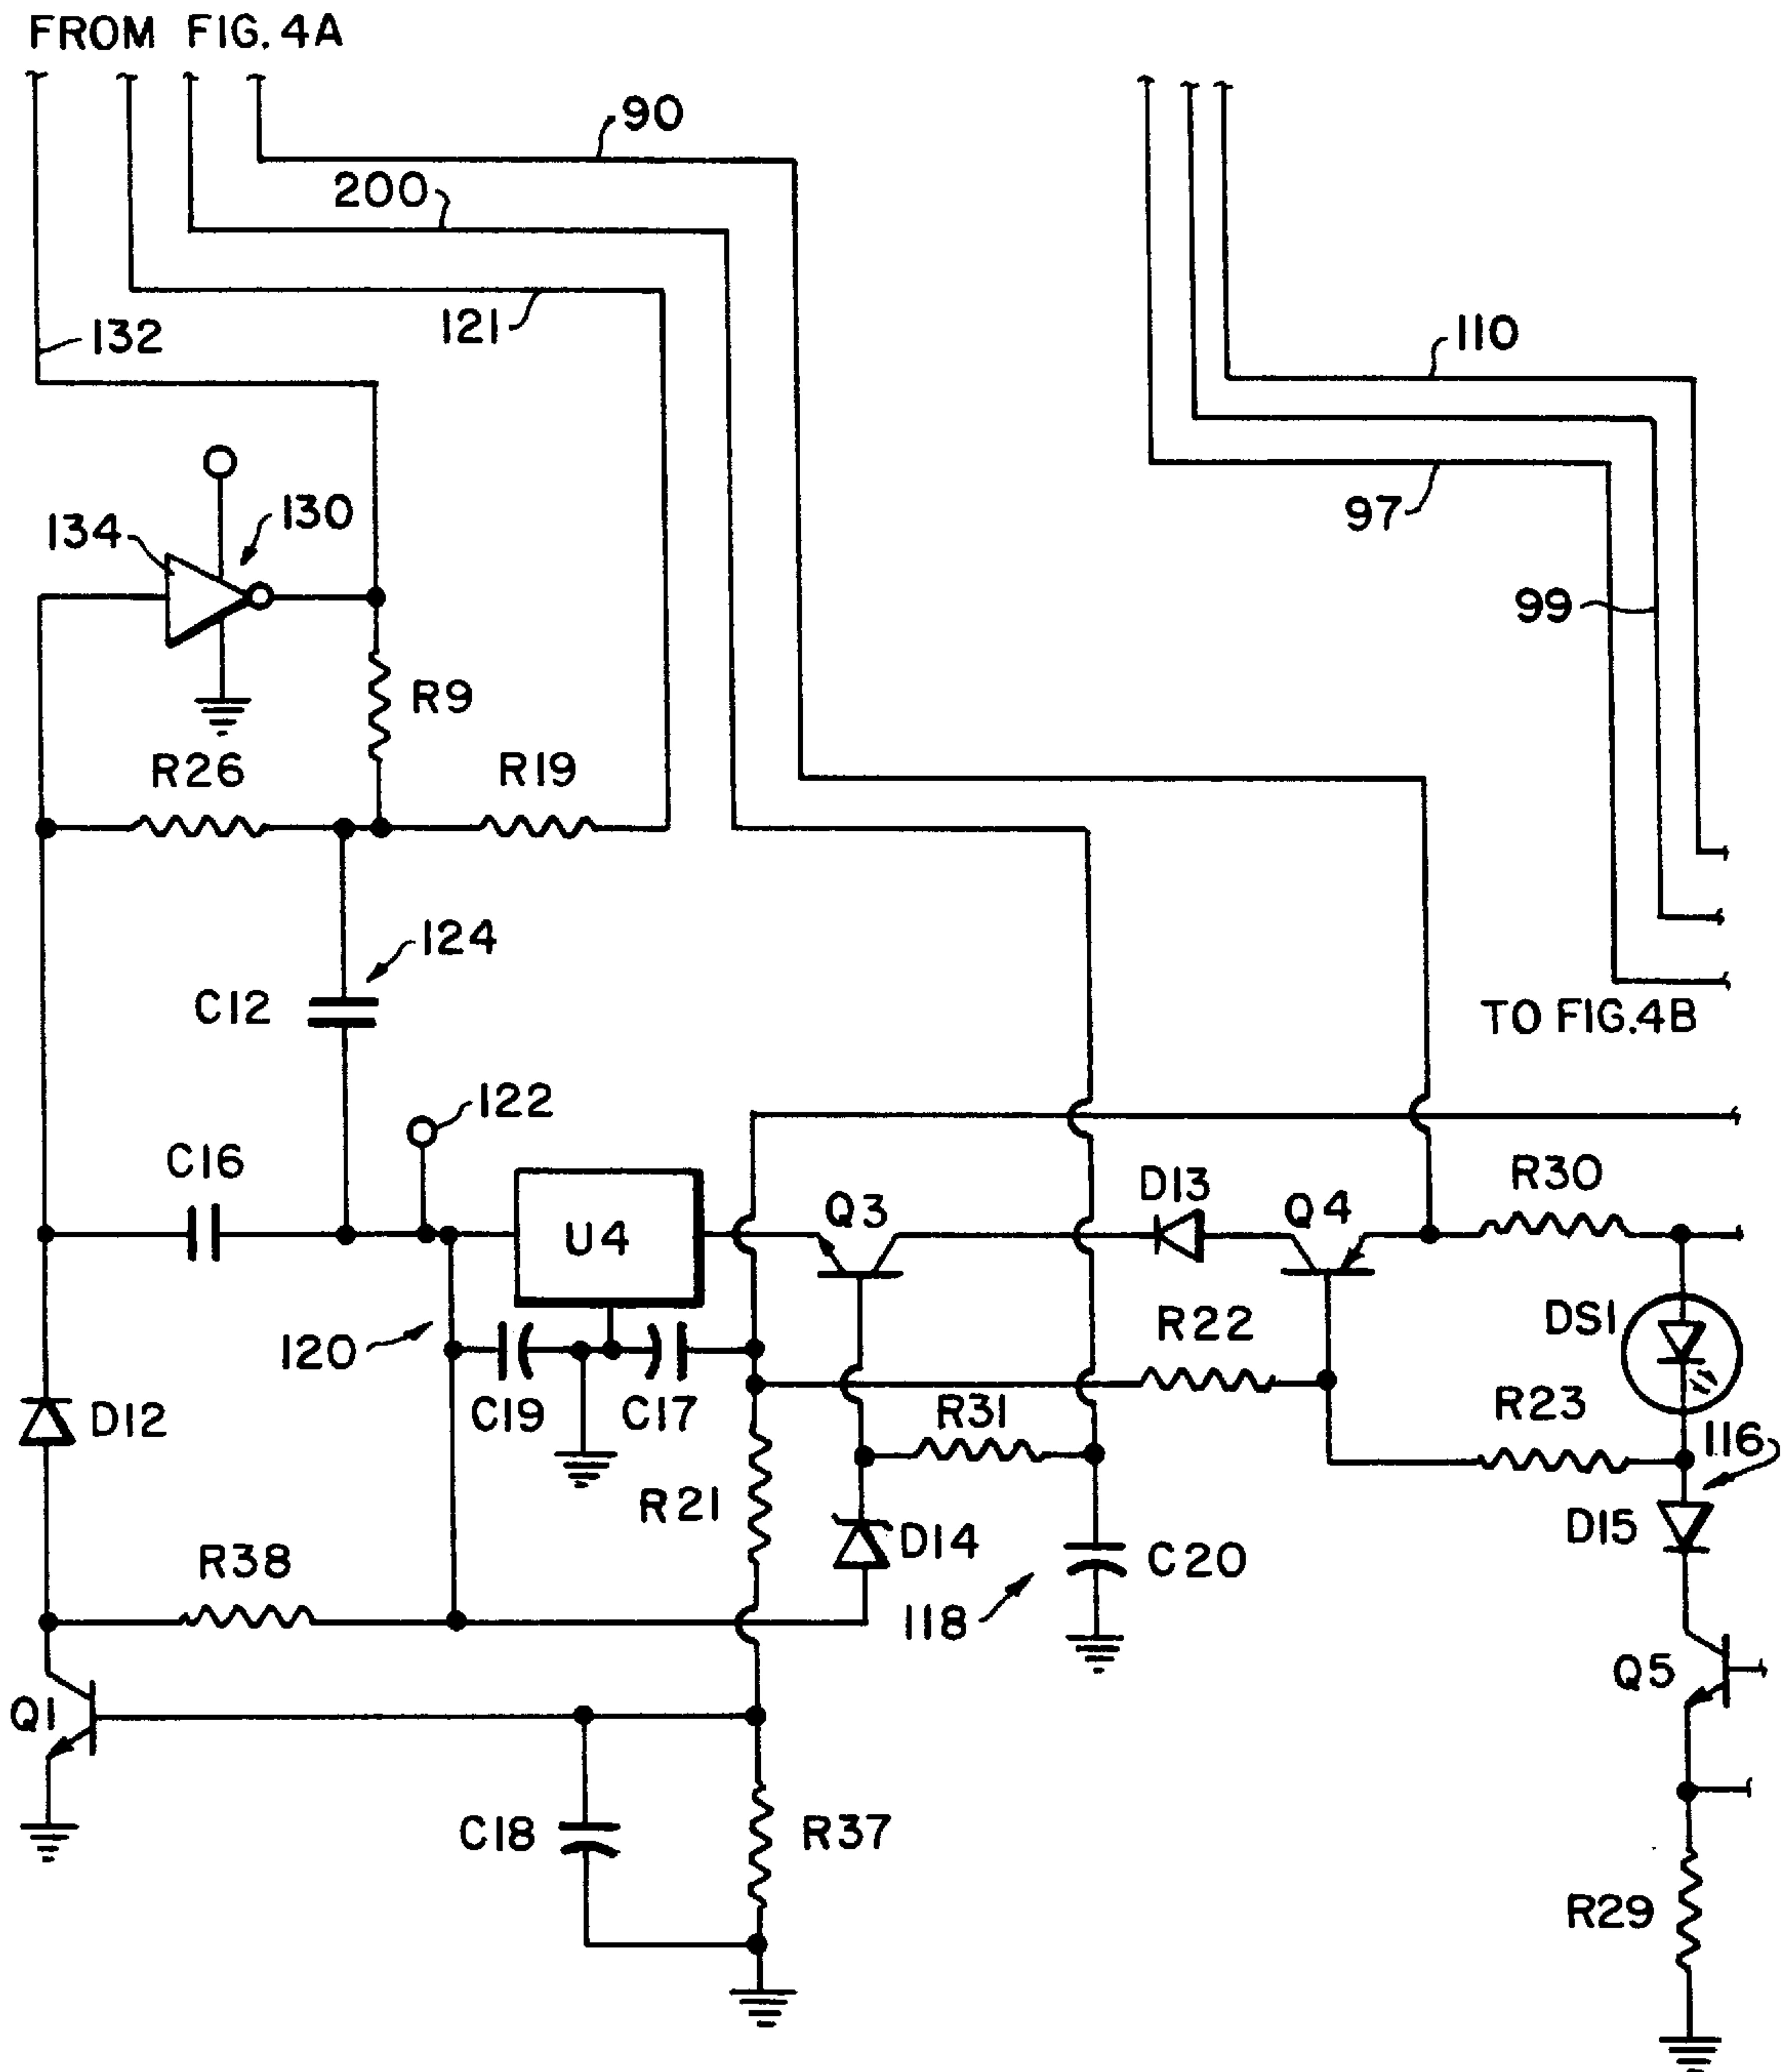 FROM FIG. 4A
90
200
121
132
110
97
134
130
99
R9
R26
R19
124
C12
TO FIG.4B
122
C16
U4
Q3
D13
Q4
R30
120
R22
DS1
C19
C17
R31
R23
116
D12
R21
D14
C20
D15
R38
118
Q5
Q1
C18
R37
R29